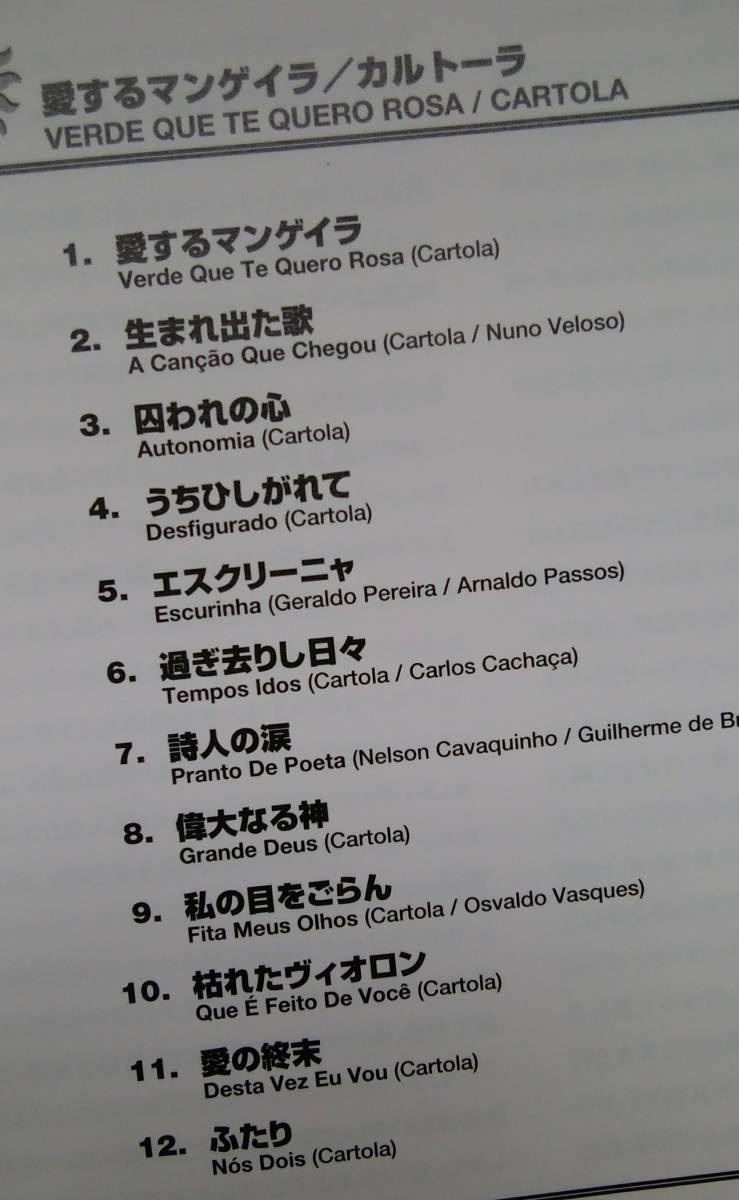 愛するマンゲイラ／カルトーラ
VERDE QUE TE QUERO ROSA / CARTOLA
1. 愛するマンゲイラ
Verde Que Te Quero Rosa (Cartola)
2. 生まれ出た歌
A Canção Que Chegou (Cartola / Nuno Veloso)
3. 囚われの心
Autonomia (Cartola)
4. うちひしがれて
Desfigurado (Cartola)
5. エスクリーニャ
Escurinha (Geraldo Pereira / Arnaldo Passos)
6. 過ぎ去りし日々
Tempos Idos (Cartola / Carlos Cachaça)
7. 詩人の涙
Pranto De Poeta (Nelson Cavaquinho / Guilherme de
8. 偉大なる神
Grande Deus (Cartola)
9. 私の目をごらん
Fita Meus Olhos (Cartola / Osvaldo Vasques)
10. 枯れたヴィオロン
Que É Feito De Você (Cartola)
11. 愛の終末
Desta Vez Eu Vou (Cartola)
12. ふたり
Nós Dois (Cartola)